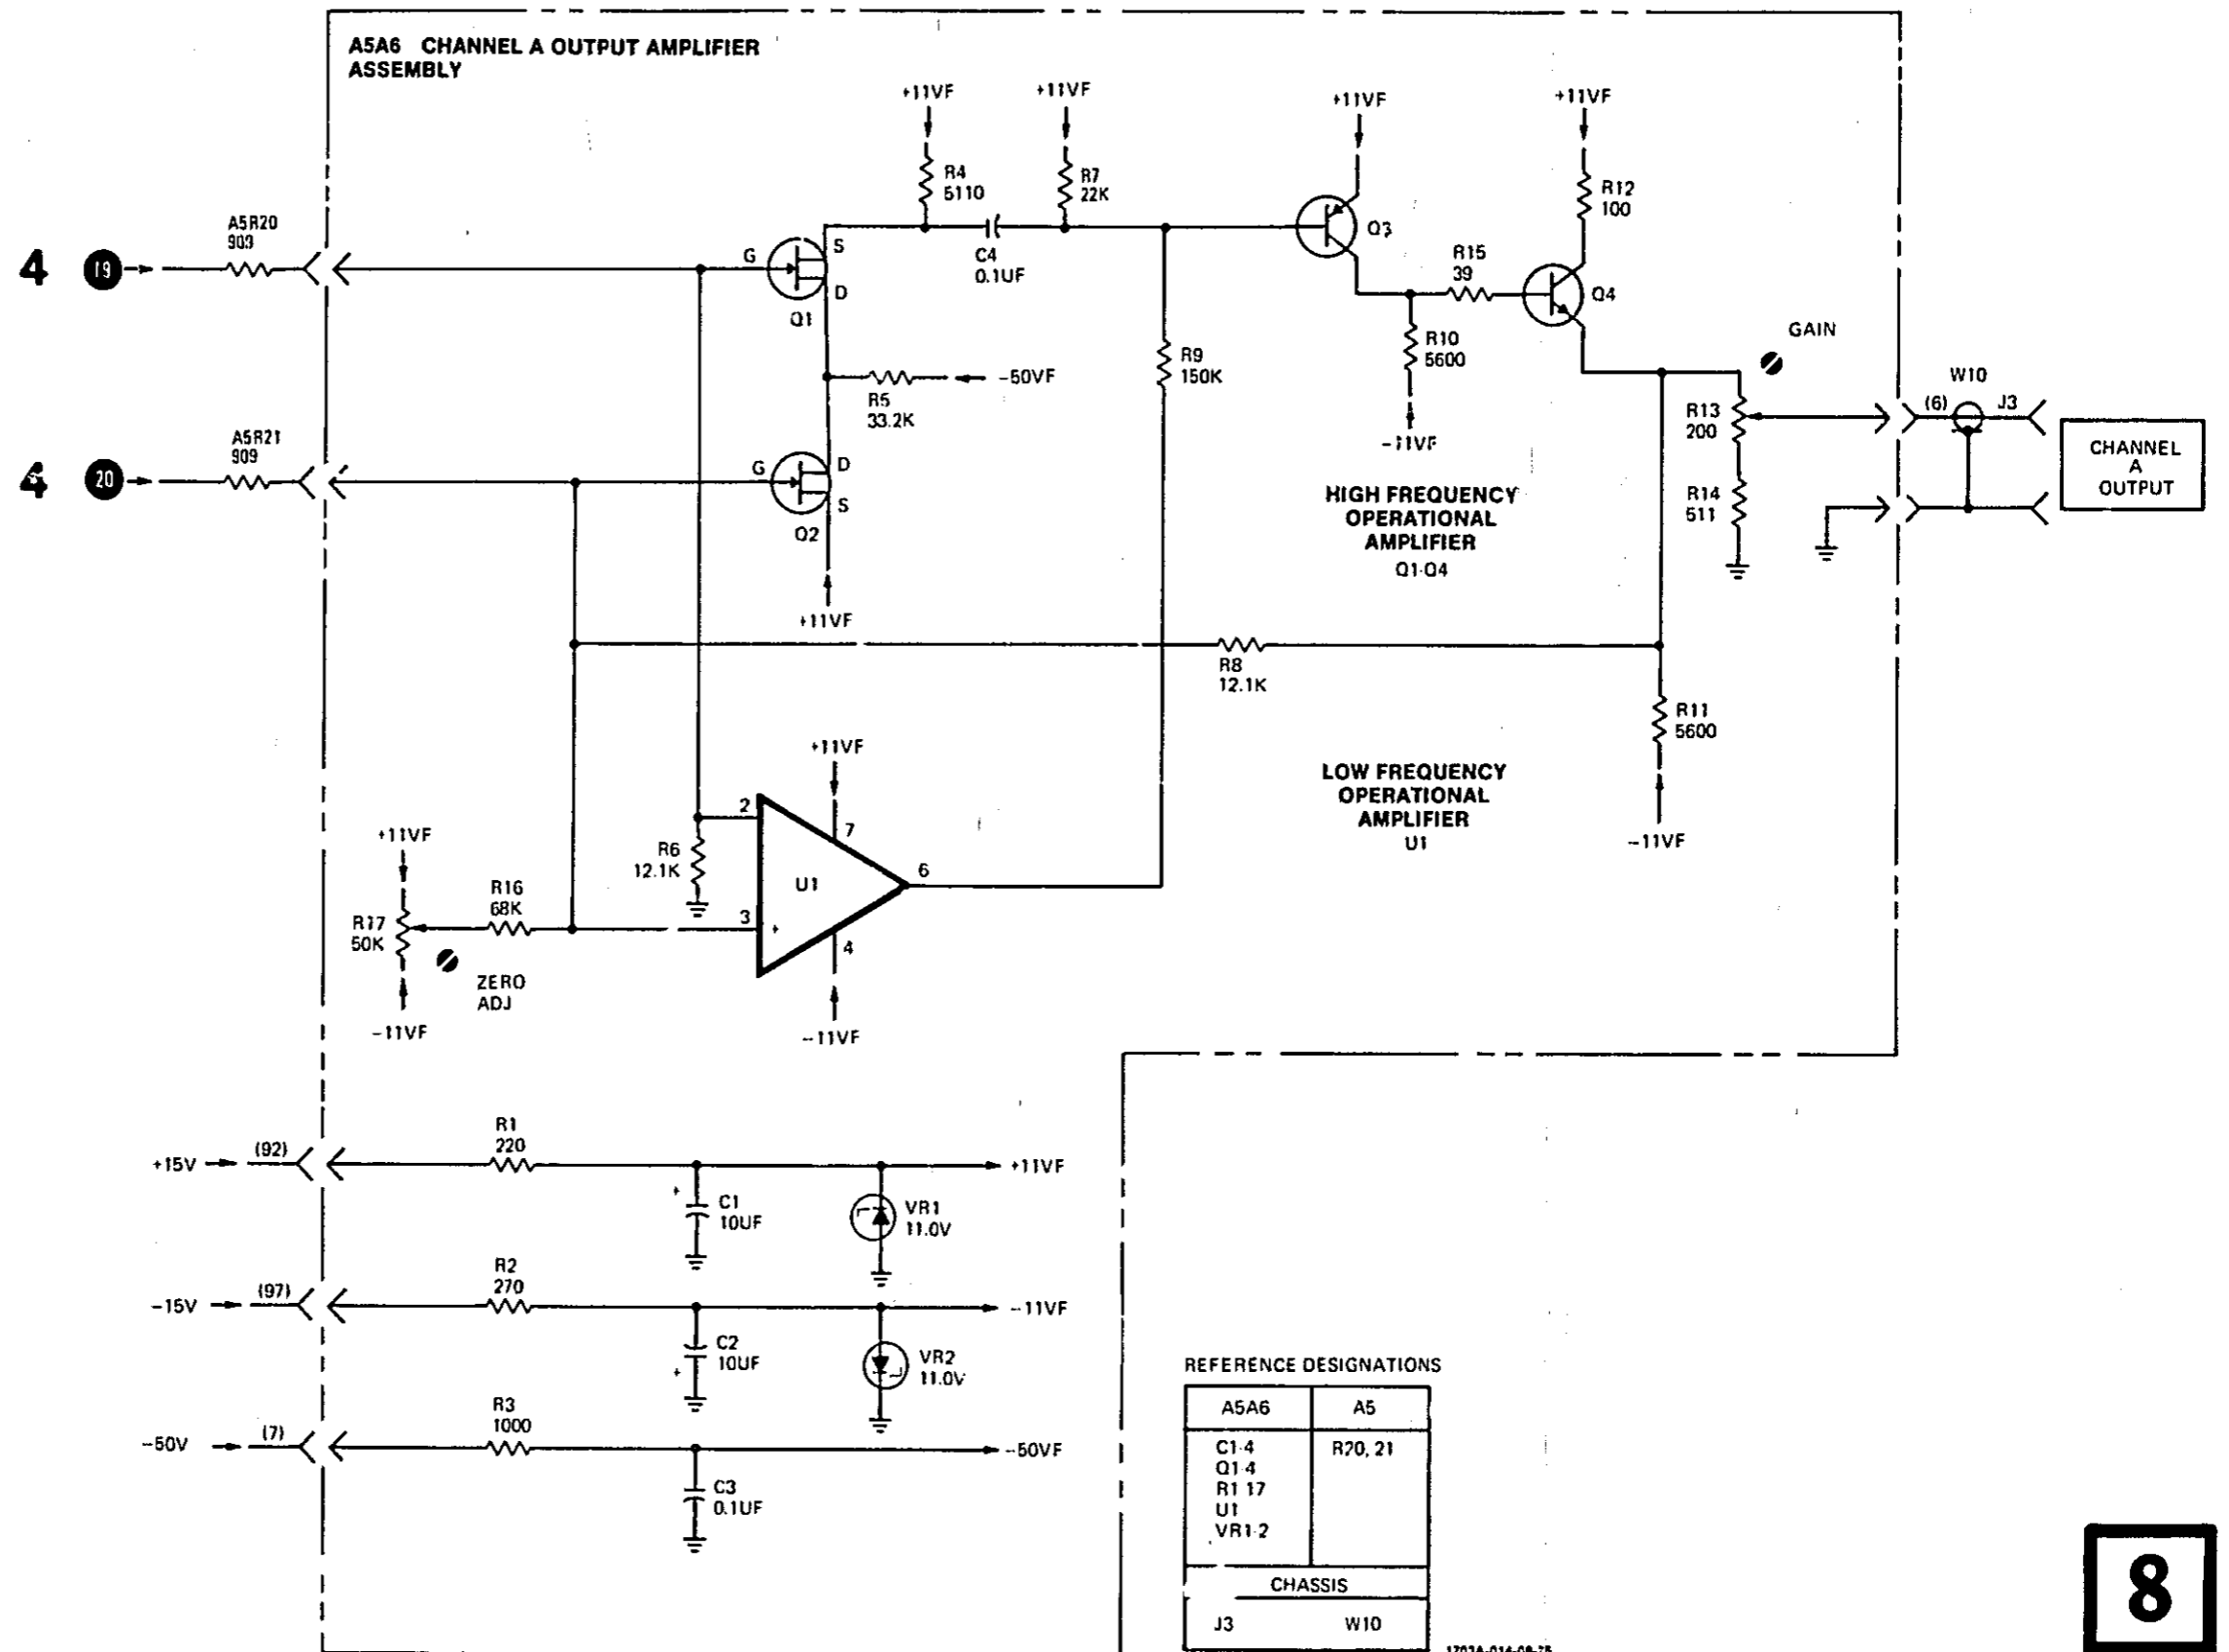 A5A6 CHANNEL A OUTPUT AMPLIFIER
ASSEMBLY
+11VF
+11VF
+11VF
+11VF
R4
5110
R7
22K
R12
100
A5R20
909
4
19
G
S
D
Q1
C4
0.1UF
Q3
R15
39
Q4
R10
5600
-11VF
GAIN
R9
150K
R5
33.2K
-50VF
R13
200
R14
511
W10
(6)
J3
CHANNEL
A
OUTPUT
A5R21
909
4
20
G
D
S
Q2
+11VF
HIGH FREQUENCY
OPERATIONAL
AMPLIFIER
Q1-Q4
R8
12.1K
R11
5600
-11VF
LOW FREQUENCY
OPERATIONAL
AMPLIFIER
U1
+11VF
2
7
R6
12.1K
U1
6
3
+
4
-11VF
+11VF
R17
50K
R16
68K
ZERO
ADJ
-11VF
+15V
(92)
R1
220
+11VF
+
C1
10UF
VR1
11.0V
-15V
(97)
R2
270
-11VF
C2
10UF
+
VR2
11.0V
-50V
(7)
R3
1000
-50VF
C3
0.1UF
REFERENCE DESIGNATIONS
A5A6 A5
C1-4 R20, 21
Q1-4
R1-17
U1
VR1-2
CHASSIS
J3 W10
1703A-014-08-75
8